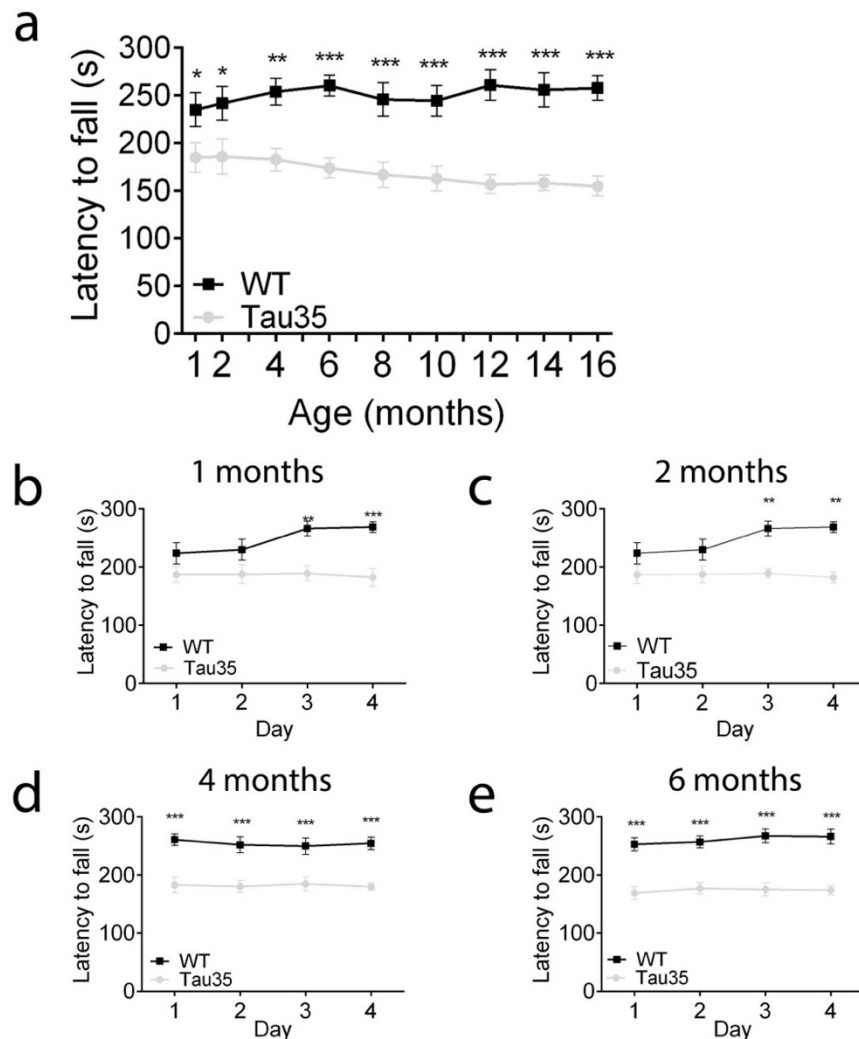 a
Latency to fall (s)
300
250
200
150
100
50
0
* * ** *** *** *** *** *** ***
WT
Tau35
1 2 4 6 8 10 12 14 16
Age (months)
b
1 months
Latency to fall (s)
300
200
100
0
** ***
WT
Tau35
1 2 3 4
Day
c
2 months
Latency to fall (s)
300
200
100
0
** **
WT
Tau35
1 2 3 4
Day
d
4 months
Latency to fall (s)
300
200
100
0
*** *** *** ***
WT
Tau35
1 2 3 4
Day
e
6 months
Latency to fall (s)
300
200
100
0
*** *** *** ***
WT
Tau35
1 2 3 4
Day